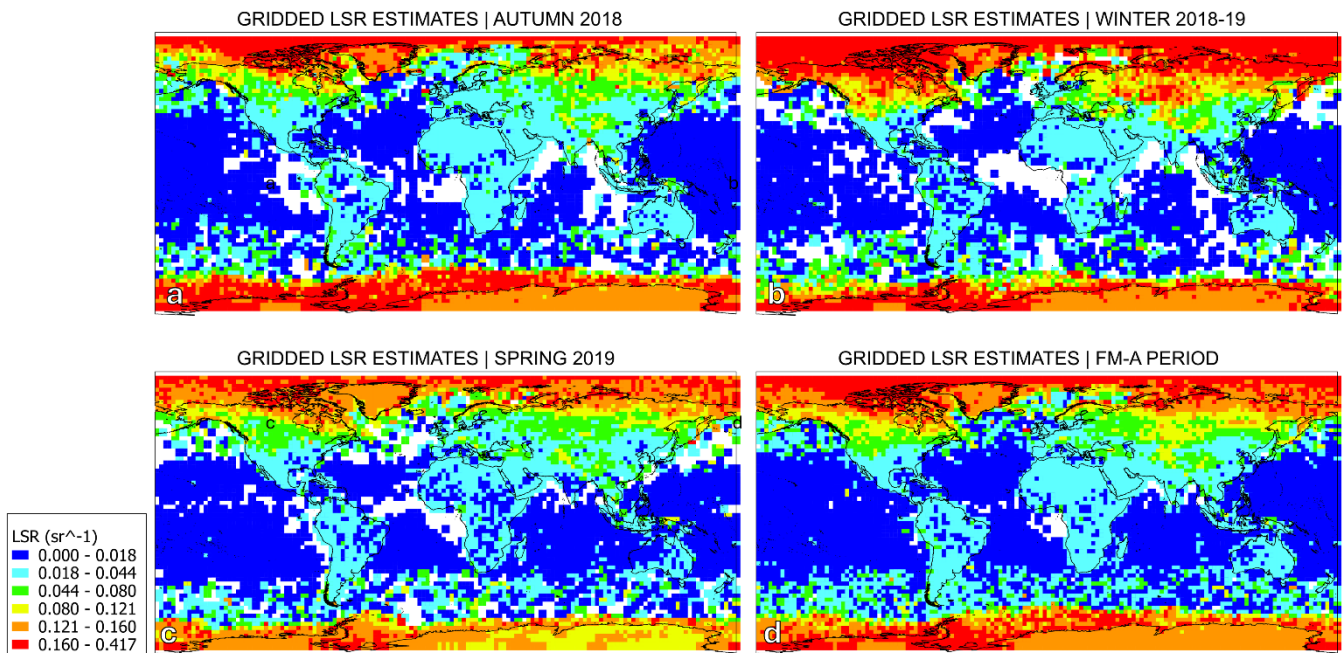 GRIDDED LSR ESTIMATES | AUTUMN 2018
GRIDDED LSR ESTIMATES | WINTER 2018-19
a
b
a
b
GRIDDED LSR ESTIMATES | SPRING 2019
GRIDDED LSR ESTIMATES | FM-A PERIOD
c
d
LSR (sr^-1)
0.000 - 0.018
0.018 - 0.044
0.044 - 0.080
0.080 - 0.121
0.121 - 0.160
0.160 - 0.417
c
d